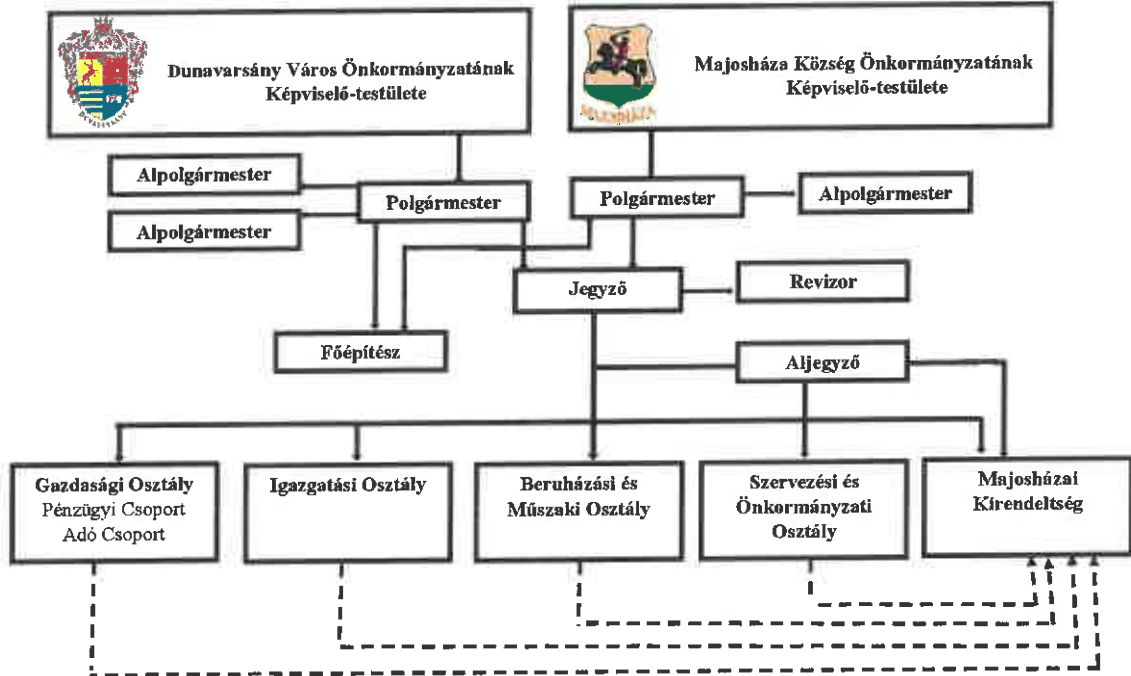 Dunavarsány Város Önkormányzatának
Képviselő-testülete
Majosháza Község Önkormányzatának
Képviselő-testülete
Alpolgármester
Alpolgármester
Polgármester
Polgármester
Alpolgármester
Jegyző
Revizor
Főépítész
Aljegyző
Gazdasági Osztály
Pénzügyi Csoport
Adó Csoport
Igazgatási Osztály
Beruházási és
Műszaki Osztály
Szervezési és
Önkormányzati
Osztály
Majosházai
Kirendeltség